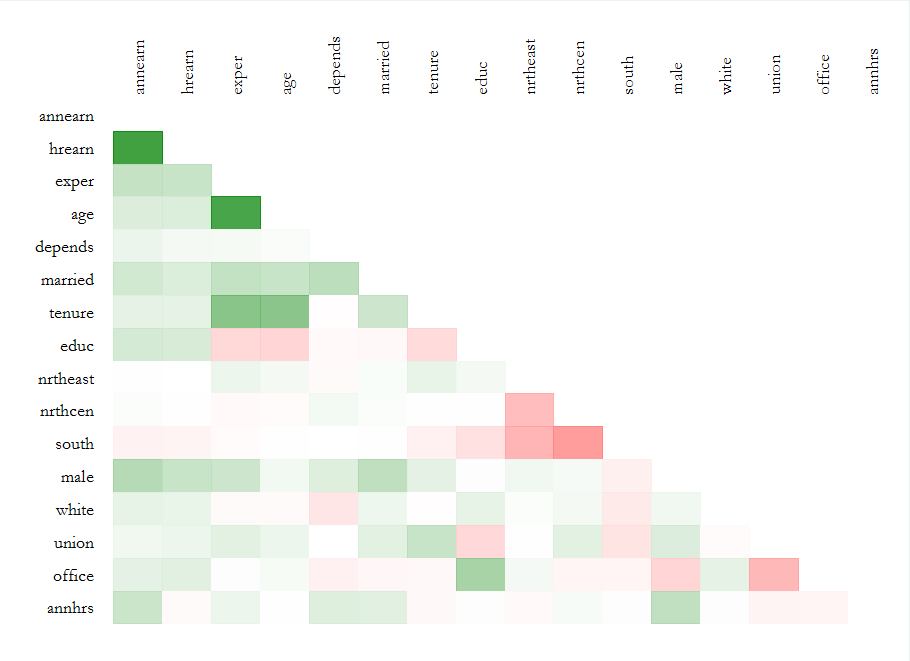 annearn hrearn exper age depends married tenure educ nrtheast nrthcen south male white union office annhrs
annearn
hrearn
exper
age
depends
married
tenure
educ
nrtheast
nrthcen
south
male
white
union
office
annhrs